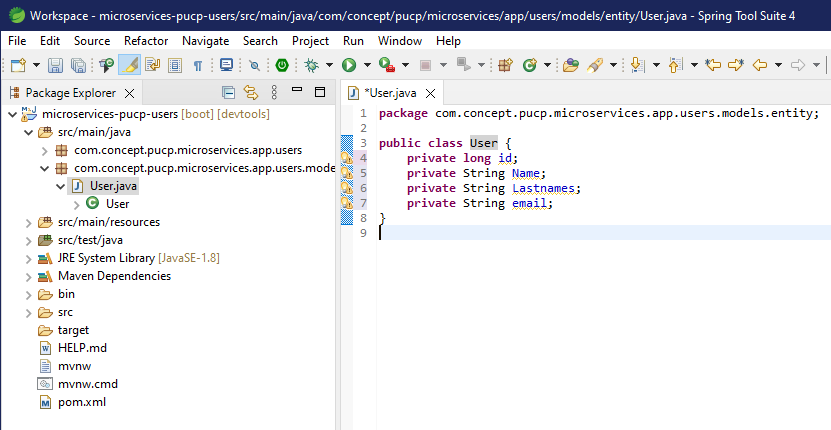 Workspace - microservices-pucp-users/src/main/java/com/concept/pucp/microservices/app/users/models/entity/User.java - Spring Tool Suite 4
File Edit Source Refactor Navigate Search Project Run Window Help
Package Explorer
microservices-pucp-users [boot] [devtools]
src/main/java
com.concept.pucp.microservices.app.users
com.concept.pucp.microservices.app.users.mode
User.java
User
src/main/resources
src/test/java
JRE System Library [JavaSE-1.8]
Maven Dependencies
bin
src
target
HELP.md
mvnw
mvnw.cmd
pom.xml
*User.java
1 package com.concept.pucp.microservices.app.users.models.entity;
2
3 public class User {
4 private long id;
5 private String Name;
6 private String Lastnames;
7 private String email;
8 }
9